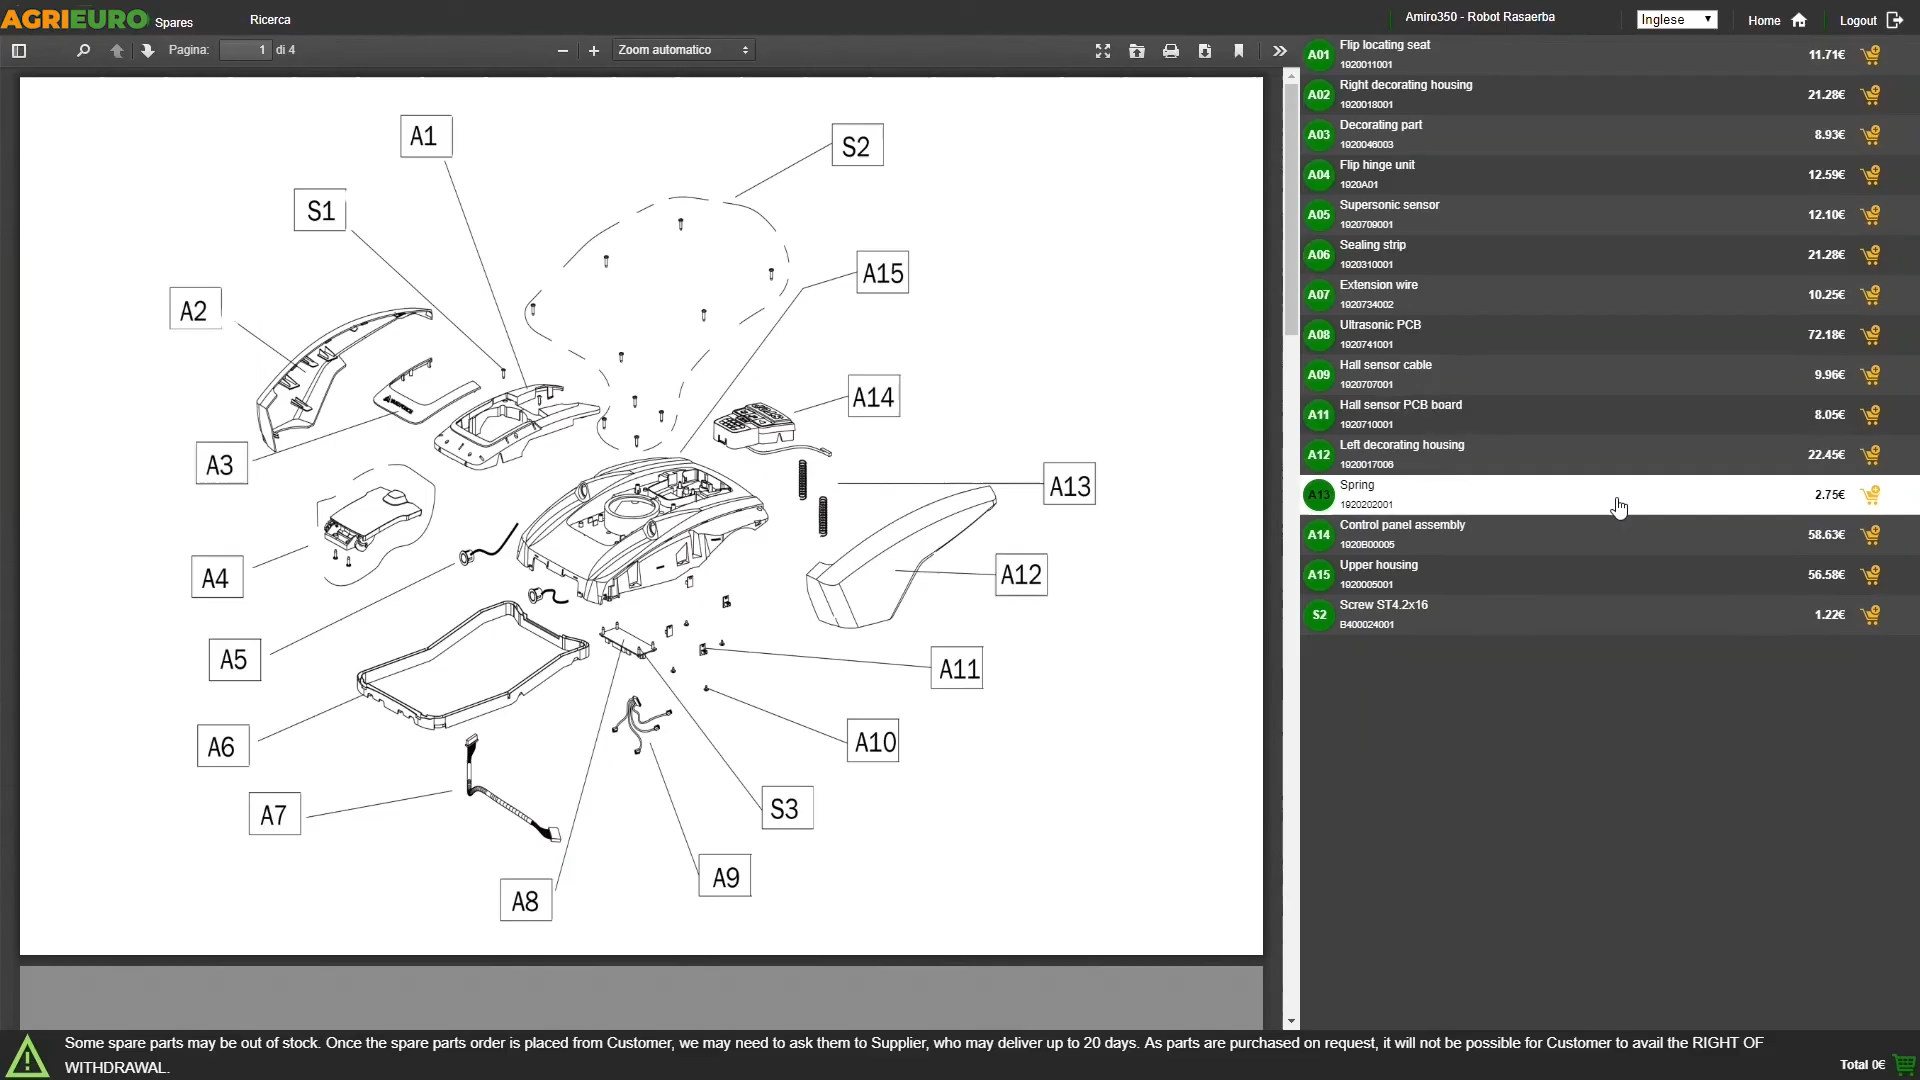 AGRIEURO Spares
Ricerca
Amiro350 - Robot Rasaerba
Inglese
Home
Logout
Pagina: 1 di 4
Zoom automatico
A1
S2
S1
A15
A2
A14
A3
A13
A4
A12
A5
A11
A6
A10
A7
S3
A9
A8
A01 Flip locating seat 11.71€
1920011001
A02 Right decorating housing 21.28€
1920018001
A03 Decorating part 8.93€
1920046003
A04 Flip hinge unit 12.59€
1920A01
A05 Supersonic sensor 12.10€
1920709001
A06 Sealing strip 21.28€
1920310001
A07 Extension wire 10.25€
1920734002
A08 Ultrasonic PCB 72.18€
1920741001
A09 Hall sensor cable 9.96€
1920707001
A11 Hall sensor PCB board 8.05€
1920710001
A12 Left decorating housing 22.45€
1920017006
A13 Spring 2.75€
1920202001
A14 Control panel assembly 58.63€
1920B00005
A15 Upper housing 56.58€
1920005001
S2 Screw ST4.2x16 1.22€
B400024001
Some spare parts may be out of stock. Once the spare parts order is placed from Customer, we may need to ask them to Supplier, who may deliver up to 20 days. As parts are purchased on request, it will not be possible for Customer to avail the RIGHT OF
WITHDRAWAL.
Total 0€